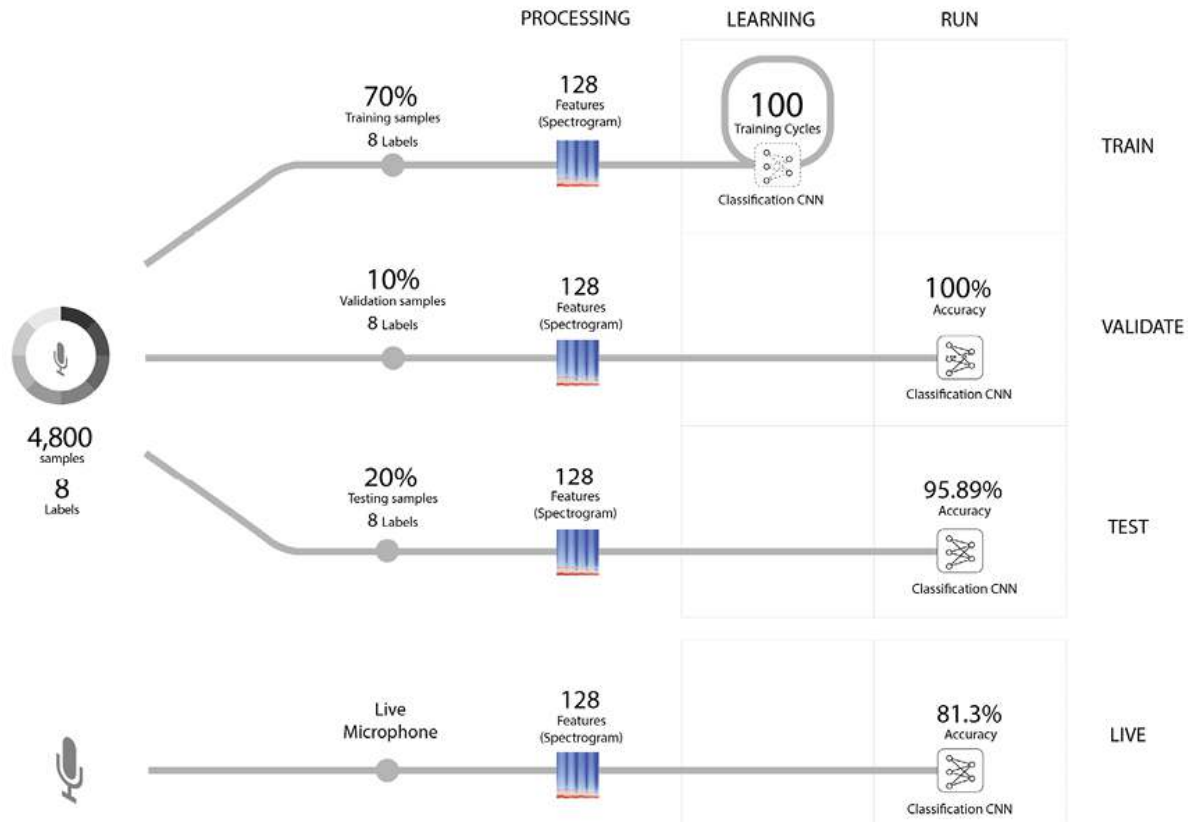 PROCESSING
LEARNING
RUN
70%
Training samples
8 Labels
128
Features
(Spectrogram)
100
Training Cycles
Classification CNN
TRAIN
10%
Validation samples
8 Labels
128
Features
(Spectrogram)
100%
Accuracy
Classification CNN
VALIDATE
4,800
samples
8
Labels
20%
Testing samples
8 Labels
128
Features
(Spectrogram)
95.89%
Accuracy
Classification CNN
TEST
Live
Microphone
128
Features
(Spectrogram)
81.3%
Accuracy
Classification CNN
LIVE